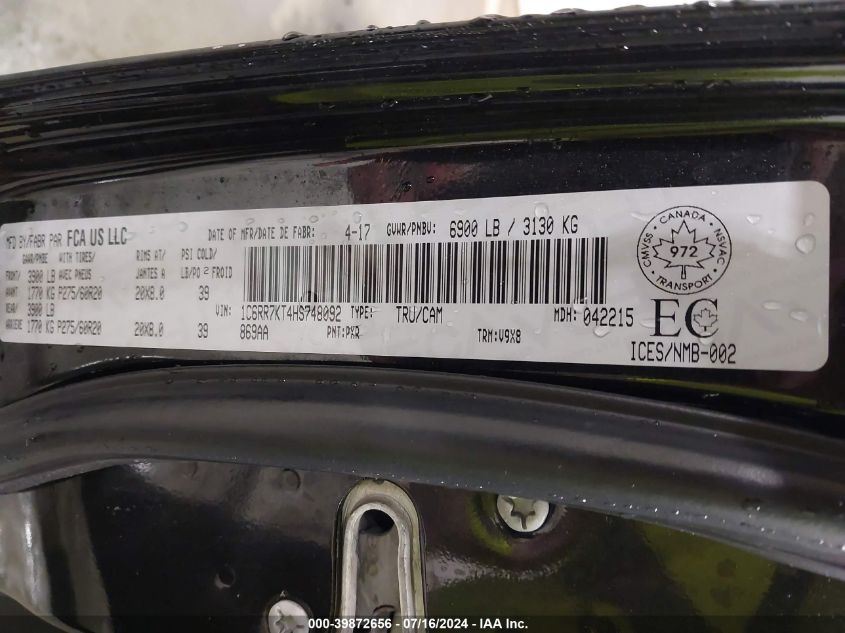 MFD BY/FABR PAR FCA US LLC
DATE OF MFR/DATE DE FABR: 4-17 GVWR/PNBV: 6900 LB / 3130 KG
GAWR/PNBE WITH TIRES/ RIMS AT/ PSI COLD/
FRONT/ 3900 LB AVEC PNEUS JANTES A LB/PO2 FROID
AVANT 1770 KG P275/60R20 20X8.0 39
REAR/ 3900 LB
ARRIERE 1770 KG P275/60R20 20X8.0 39
VIN: 1C6RR7KT4HS748092 TYPE: TRU/CAM MDH: 042215
869AA PNT: PXR TRM: V9X8
CANADA
CMVSS 972 NSVAC
TRANSPORT
EC
ICES/NMB-002
000-39872656 - 07/16/2024 - IAA Inc.